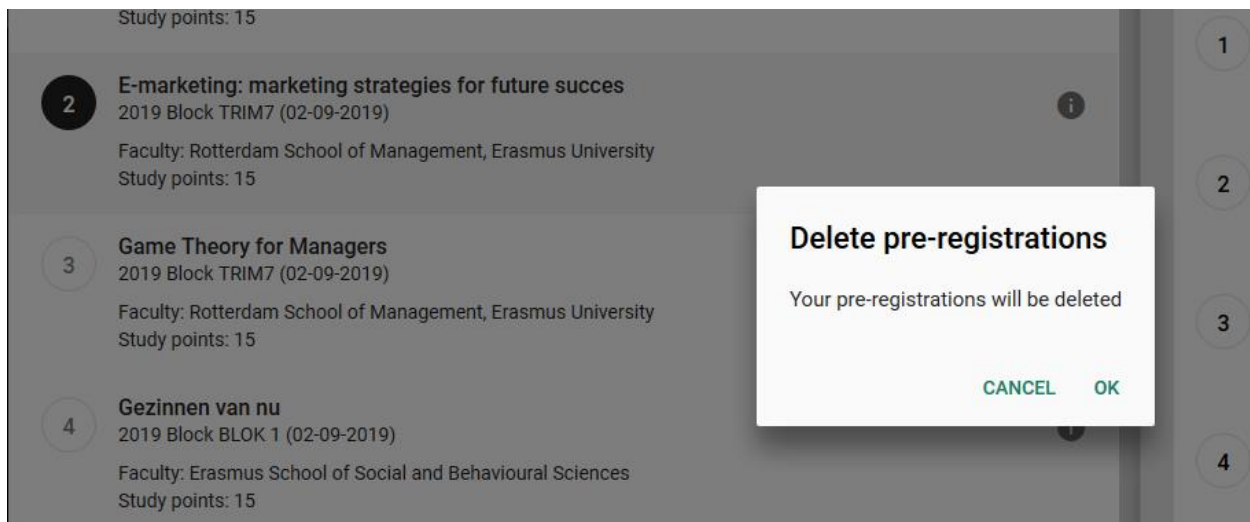 Study points: 15
2
E-marketing: marketing strategies for future succes
2019 Block TRIM7 (02-09-2019)
Faculty: Rotterdam School of Management, Erasmus University
Study points: 15
3
Game Theory for Managers
2019 Block TRIM7 (02-09-2019)
Faculty: Rotterdam School of Management, Erasmus University
Study points: 15
4
Gezinnen van nu
2019 Block BLOK 1 (02-09-2019)
Faculty: Erasmus School of Social and Behavioural Sciences
Study points: 15
Delete pre-registrations
Your pre-registrations will be deleted
CANCEL OK
1
2
3
4